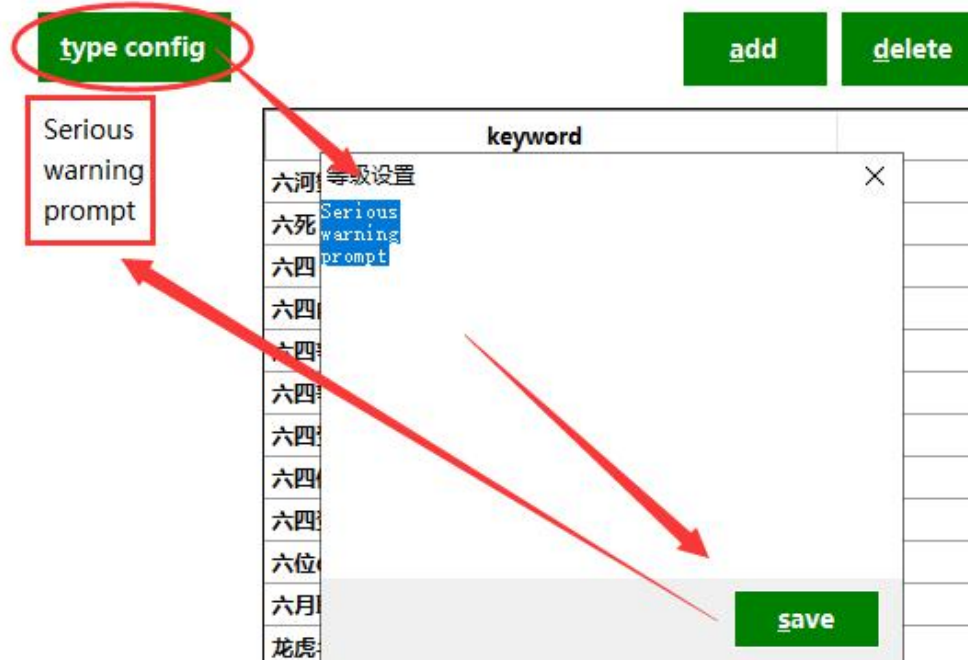 type config
add
delete
Serious
warning
prompt
keyword
等级设置
Serious
warning
prompt
六河
六死
六四
六四
六四
六四
六四
六四
六四
六位
六月
龙虎
save